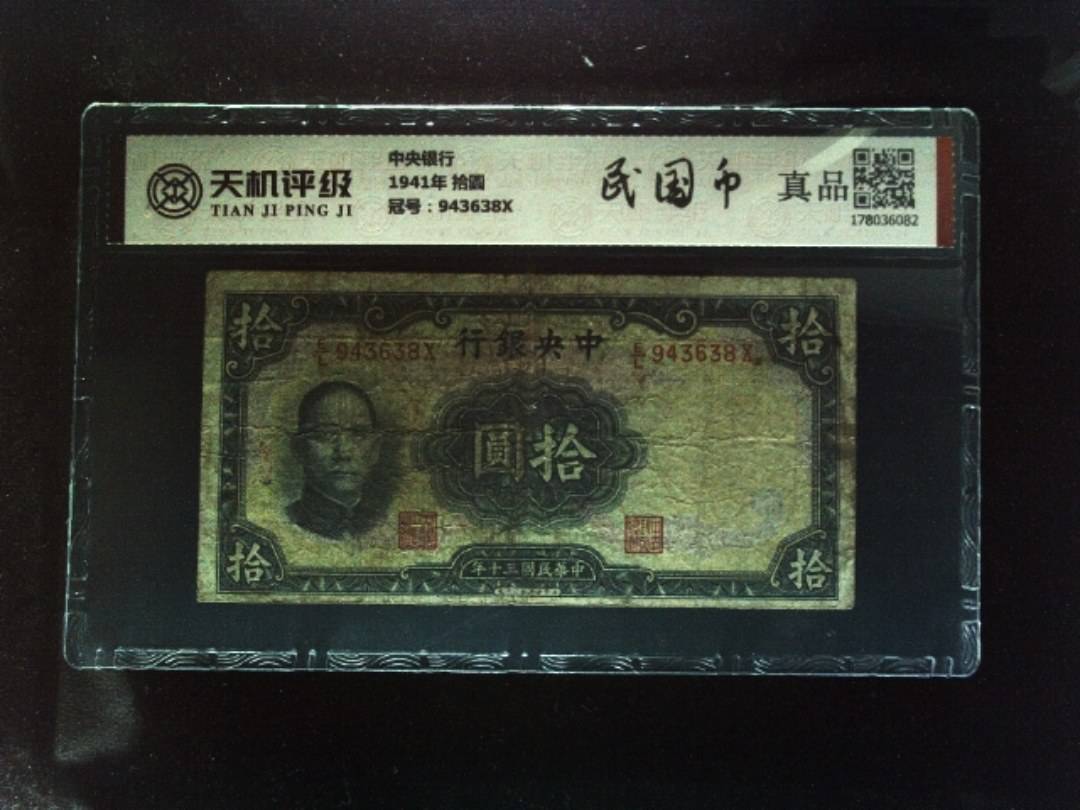 天机评级
TIAN JI PING JI
中央银行
1941年 拾圆
冠号：943638X
民国币
真品
178036082
拾
拾
行銀央中
E/L 943638X
E/L 943638X
圓拾
拾
年十三國民華中
拾